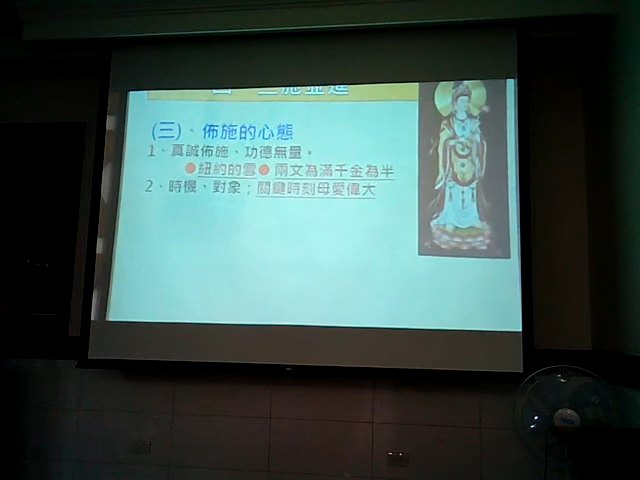 (三)、佈施的心態
1、真誠佈施、功德無量。
●紐約的雪●兩文為滿千金為半
2、時機、對象；關鍵時刻母愛偉大